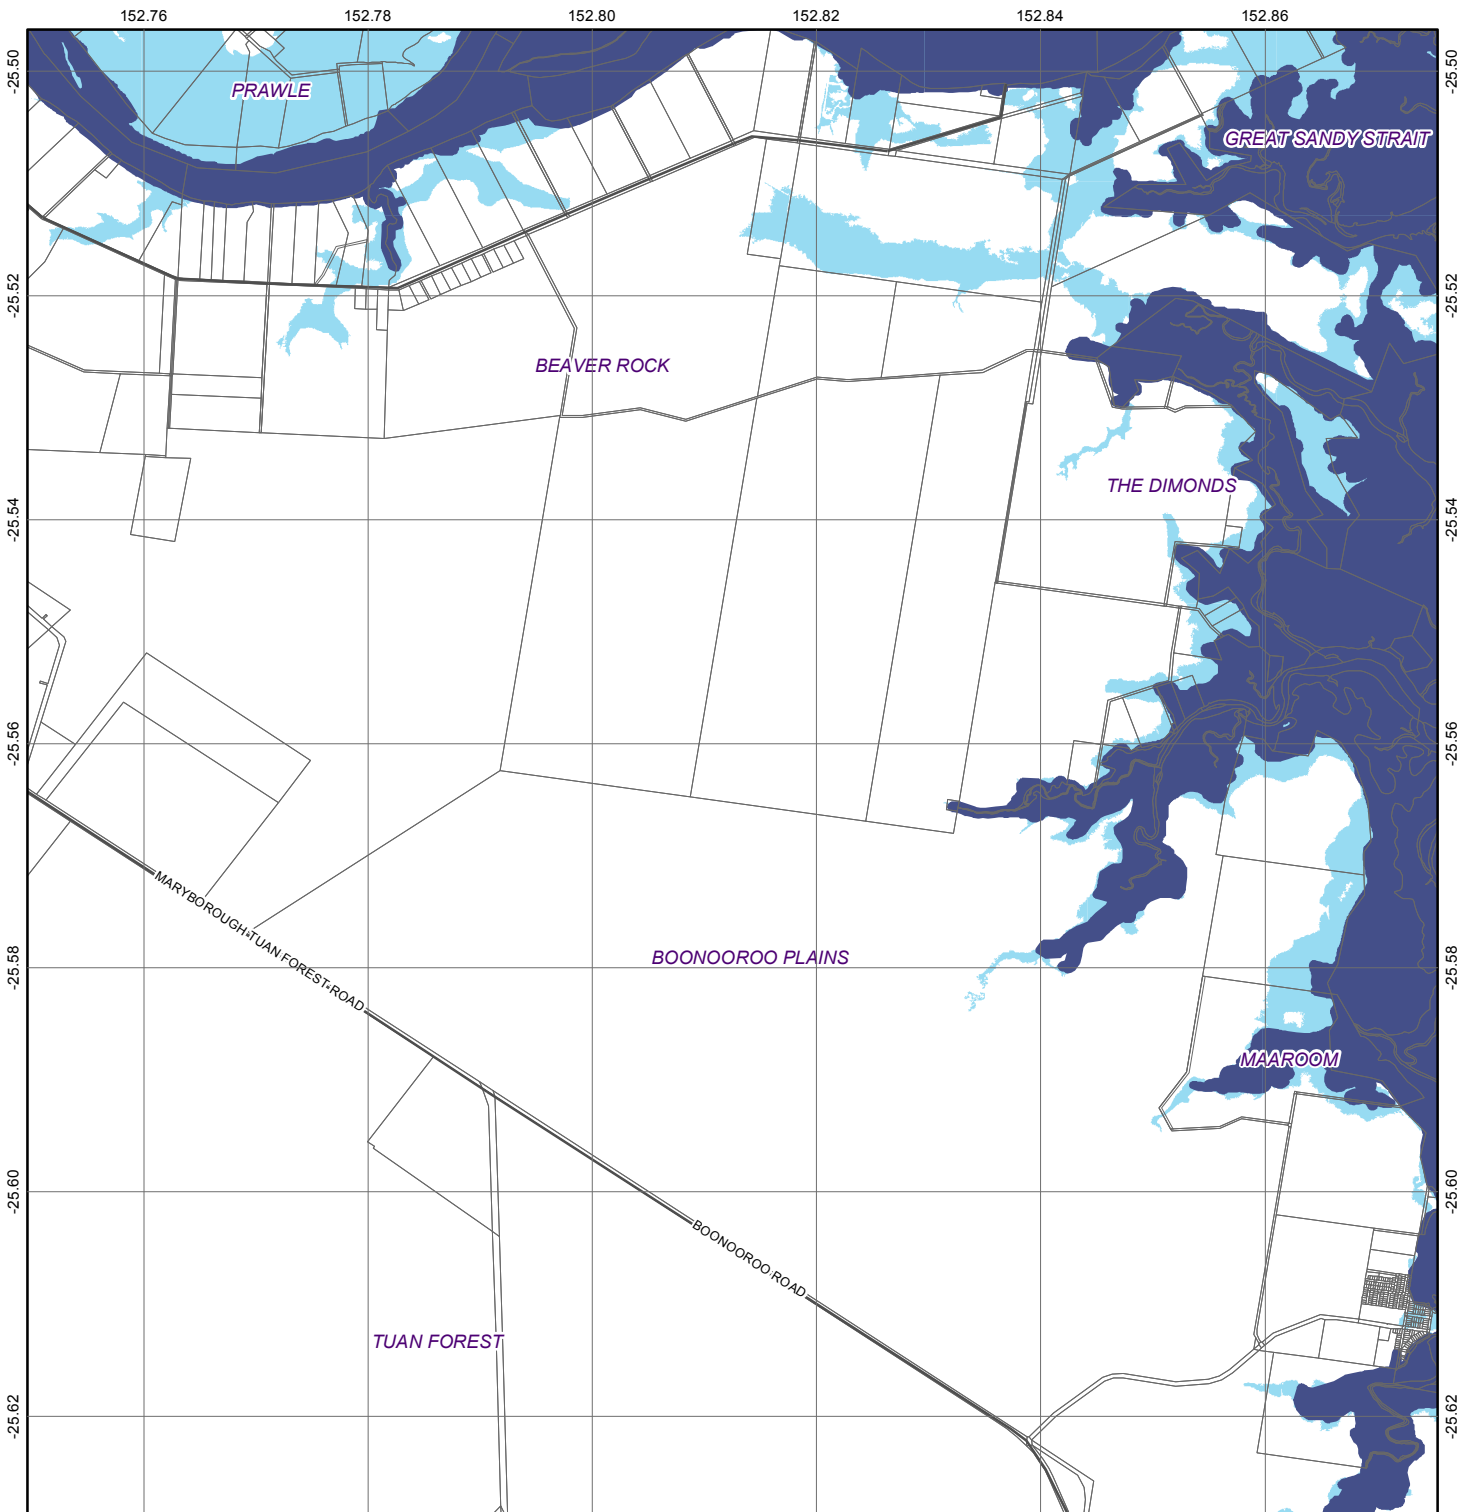 152.76 152.78 152.80 152.82 152.84 152.86
-25.50 -25.50
PRAWLE
GREAT SANDY STRAIT
-25.52 -25.52
BEAVER ROCK
THE DIMONDS
-25.54 -25.54
-25.56 -25.56
MARYBOROUGH-TUAN FOREST-ROAD
BOONOOROO PLAINS
-25.58 -25.58
MAAROOM
-25.60 -25.60
BOONOOROO ROAD
TUAN FOREST
-25.62 -25.62